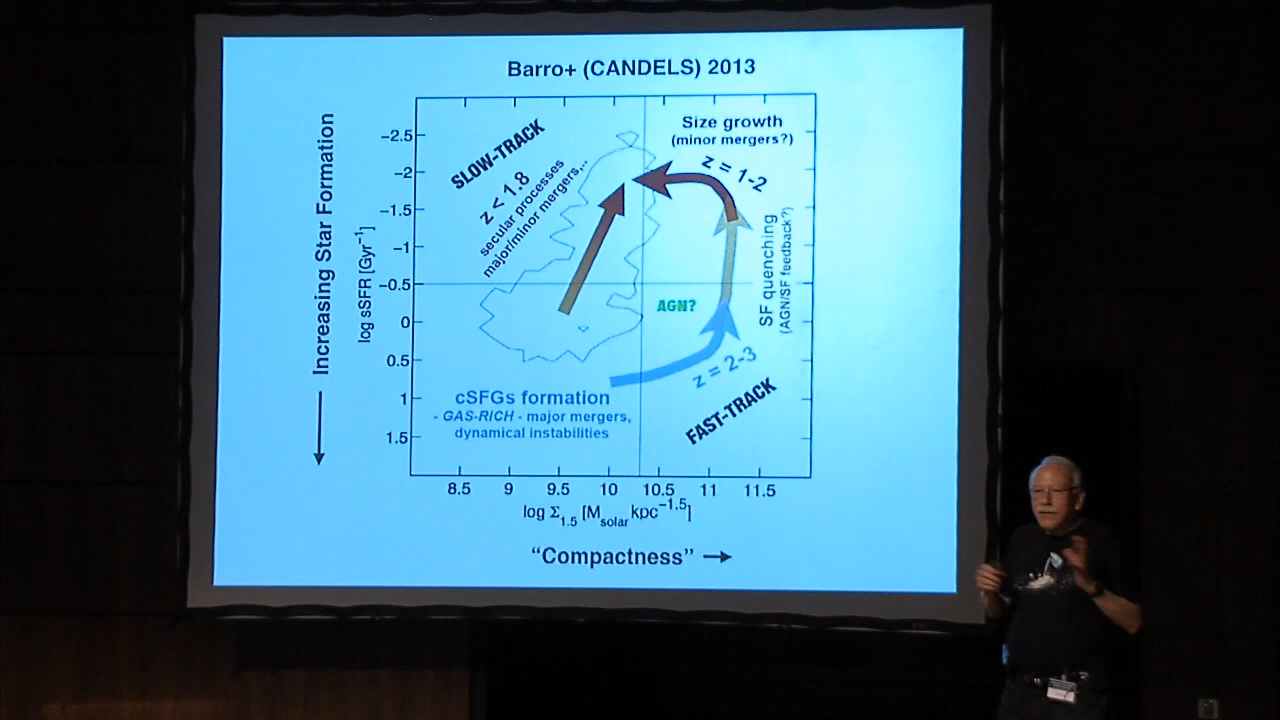 Barro+ (CANDELS) 2013
Increasing Star Formation
log sSFR [Gyr⁻¹]
−2.5
−2
−1.5
−1
−0.5
0
0.5
1
1.5
SLOW-TRACK
z < 1.8
secular processes
major/minor mergers,..
Size growth
(minor mergers?)
z = 1-2
SF quenching
(AGN/SF feedback?)
AGN?
z = 2-3
FAST-TRACK
cSFGs formation
- GAS-RICH - major mergers,
dynamical instabilities
8.5 9 9.5 10 10.5 11 11.5
log Σ1.5 [Msolar kpc⁻¹·⁵]
“Compactness”